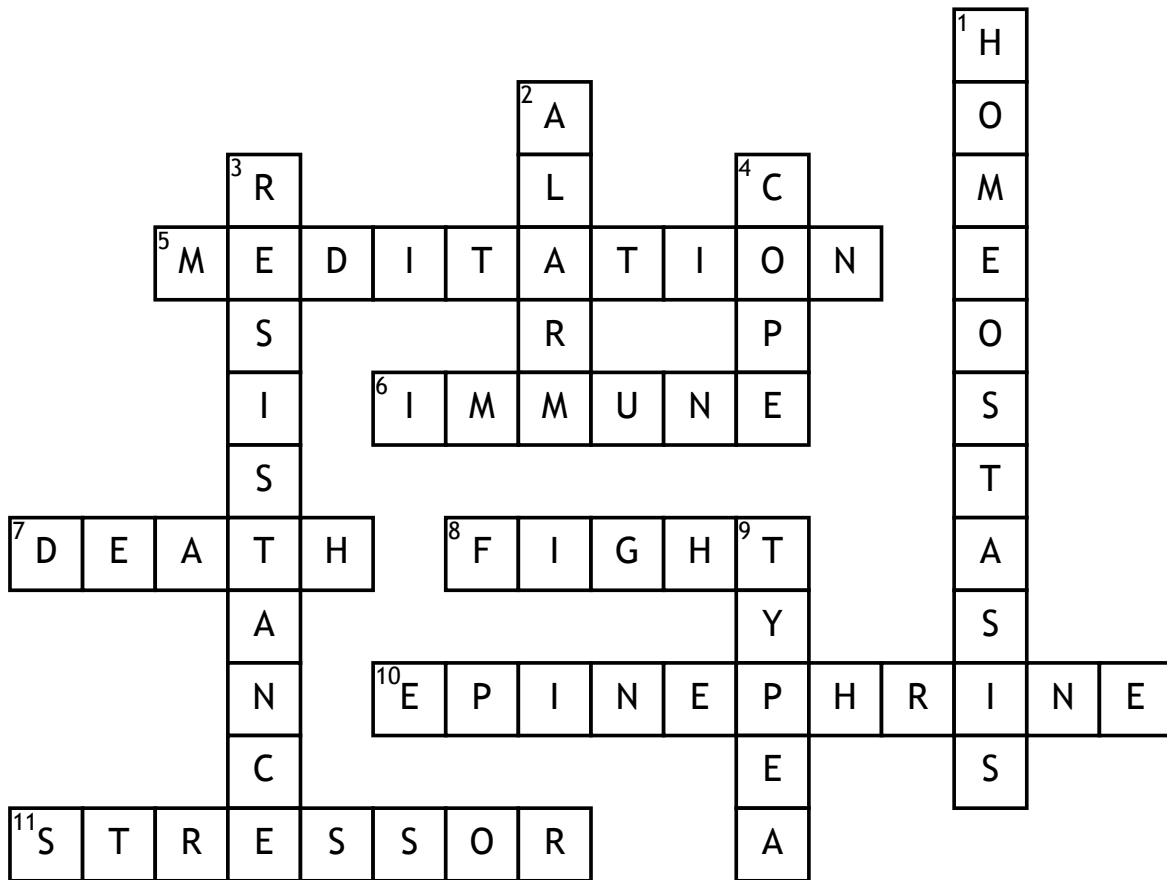 1 H
2 A O
3 R L 4 C M
5 M E D I T A T I O N E
S R P O
I 6 I M M U N E S
S T
7 D E A T H 8 F I G H 9 T A
A Y S
N 10 E P I N E P H R I N E
C E S
11 S T R E S S O R A